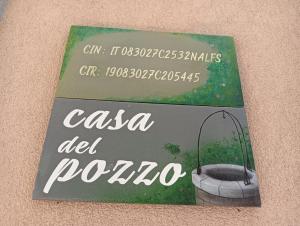 CIN: IT083027C2532NALFS
CIR: 19083027C205445
casa
del
pozzo